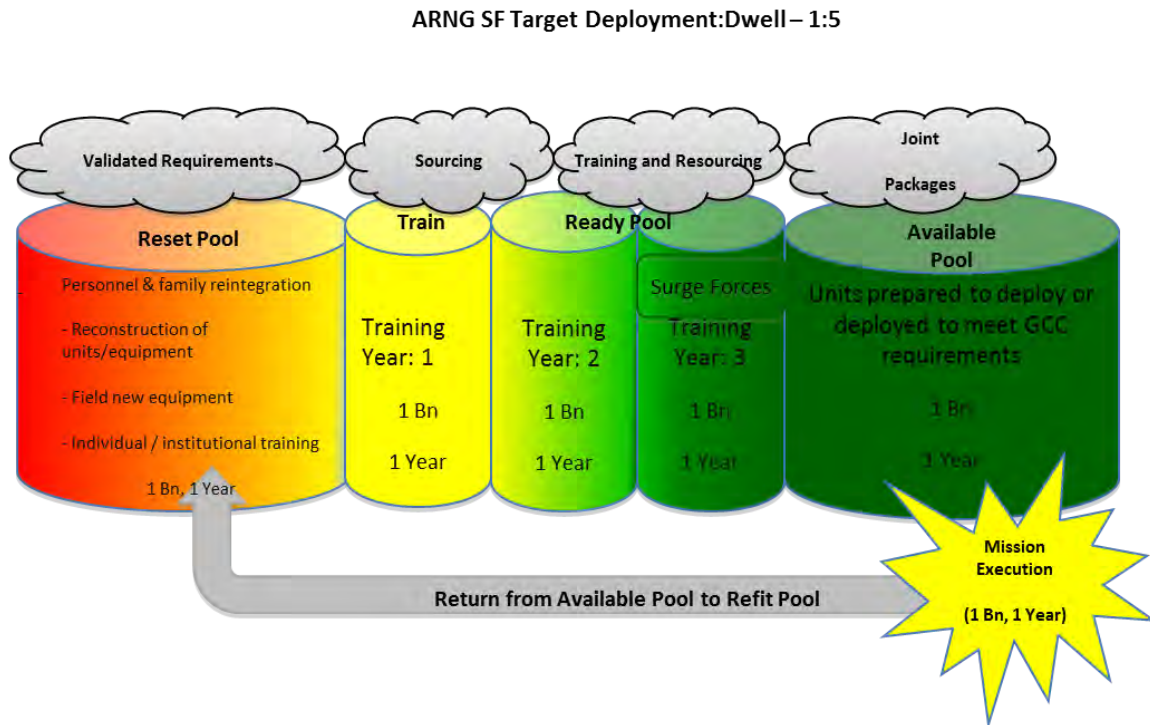 ARNG SF Target Deployment:Dwell – 1:5
Validated Requirements
Sourcing
Training and Resourcing
Joint
Packages
Reset Pool
Personnel & family reintegration
- Reconstruction of
units/equipment
- Field new equipment
- Individual / institutional training
1 Bn, 1 Year
Train
Training
Year: 1
1 Bn
1 Year
Ready Pool
Training
Year: 2
1 Bn
1 Year
Surge Forces
Training
Year: 3
1 Bn
1 Year
Available
Pool
Units prepared to deploy or
deployed to meet GCC
requirements
1 Bn
1 Year
Mission
Execution
(1 Bn, 1 Year)
Return from Available Pool to Refit Pool